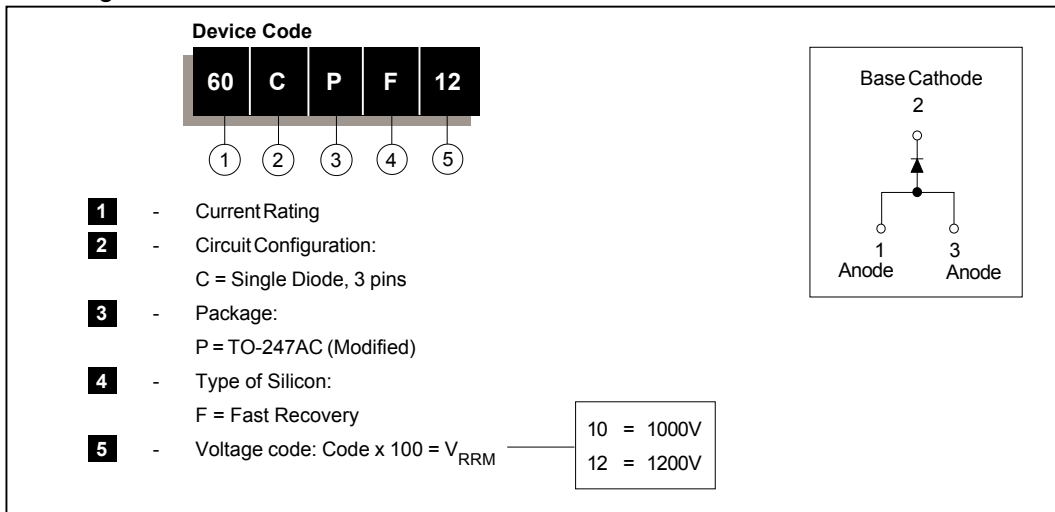 Device Code
60 C P F 12
1 2 3 4 5
1 - Current Rating
2 - Circuit Configuration:
C = Single Diode, 3 pins
3 - Package:
P = TO-247AC (Modified)
4 - Type of Silicon:
F = Fast Recovery
5 - Voltage code: Code x 100 = VRRM
10 = 1000V
12 = 1200V
Base Cathode
2
1 3
Anode Anode